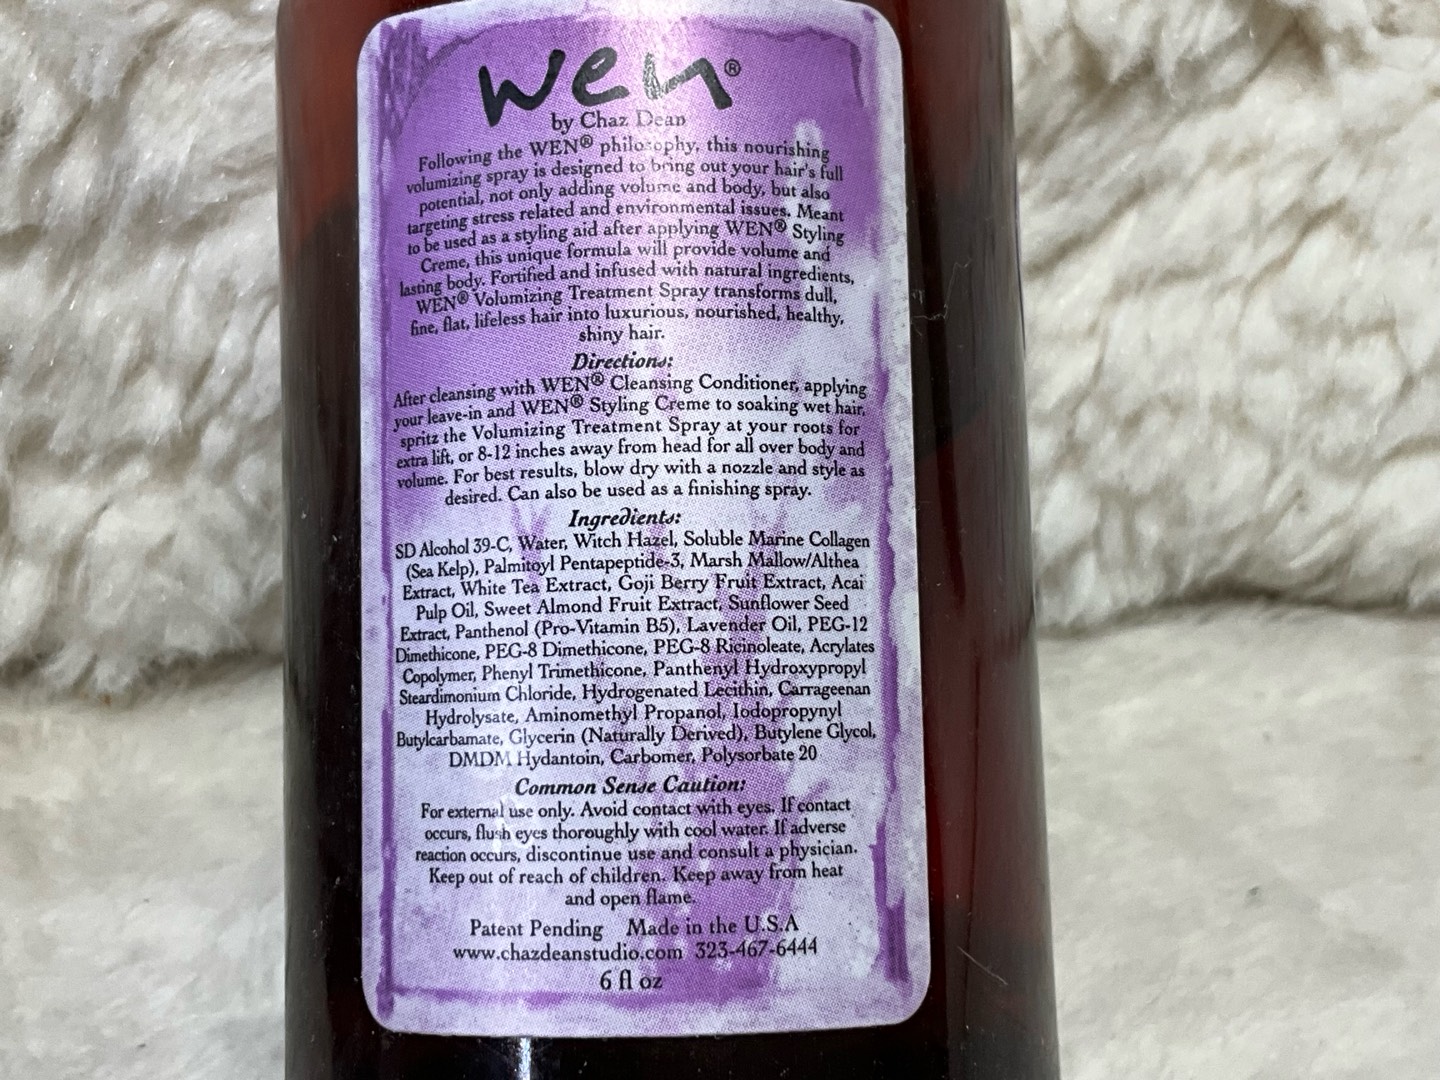 wen®
by Chaz Dean
Following the WEN® philosophy, this nourishing
volumizing spray is designed to bring out your hair's full
potential, not only adding volume and body, but also
targeting stress related and environmental issues. Meant
to be used as a styling aid after applying WEN® Styling
Creme, this unique formula will provide volume and
lasting body. Fortified and infused with natural ingredients,
WEN® Volumizing Treatment Spray transforms dull,
fine, flat, lifeless hair into luxurious, nourished, healthy,
shiny hair.
Directions:
After cleansing with WEN® Cleansing Conditioner, applying
your leave-in and WEN® Styling Creme to soaking wet hair,
spritz the Volumizing Treatment Spray at your roots for
extra lift, or 8-12 inches away from head for all over body and
volume. For best results, blow dry with a nozzle and style as
desired. Can also be used as a finishing spray.
Ingredients:
SD Alcohol 39-C, Water, Witch Hazel, Soluble Marine Collagen
(Sea Kelp), Palmitoyl Pentapeptide-3, Marsh Mallow/Althea
Extract, White Tea Extract, Goji Berry Fruit Extract, Acai
Pulp Oil, Sweet Almond Fruit Extract, Sunflower Seed
Extract, Panthenol (Pro-Vitamin B5), Lavender Oil, PEG-12
Dimethicone, PEG-8 Dimethicone, PEG-8 Ricinoleate, Acrylates
Copolymer, Phenyl Trimethicone, Panthenyl Hydroxypropyl
Steardimonium Chloride, Hydrogenated Lecithin, Carrageenan
Hydrolysate, Aminomethyl Propanol, Iodopropynyl
Butylcarbamate, Glycerin (Naturally Derived), Butylene Glycol,
DMDM Hydantoin, Carbomer, Polysorbate 20
Common Sense Caution:
For external use only. Avoid contact with eyes. If contact
occurs, flush eyes thoroughly with cool water. If adverse
reaction occurs, discontinue use and consult a physician.
Keep out of reach of children. Keep away from heat
and open flame.
Patent Pending Made in the U.S.A
www.chazdeanstudio.com 323-467-6444
6 fl oz